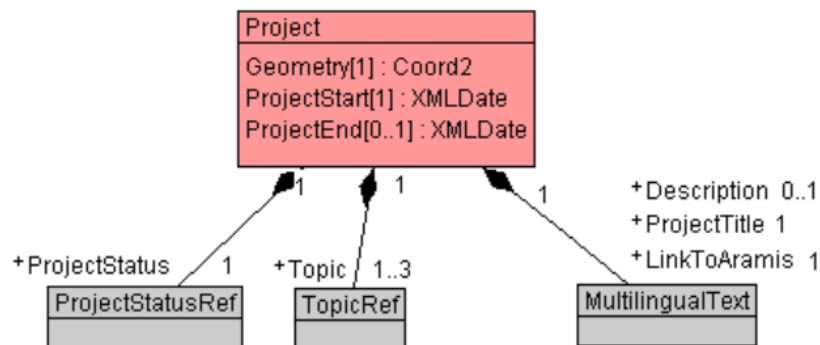 Project
Geometry[1] : Coord2
ProjectStart[1] : XMLDate
ProjectEnd[0..1] : XMLDate
1
1
1
+Description 0..1
+ProjectTitle 1
+LinkToAramis 1
+ProjectStatus 1
+Topic 1..3
ProjectStatusRef
TopicRef
MultilingualText